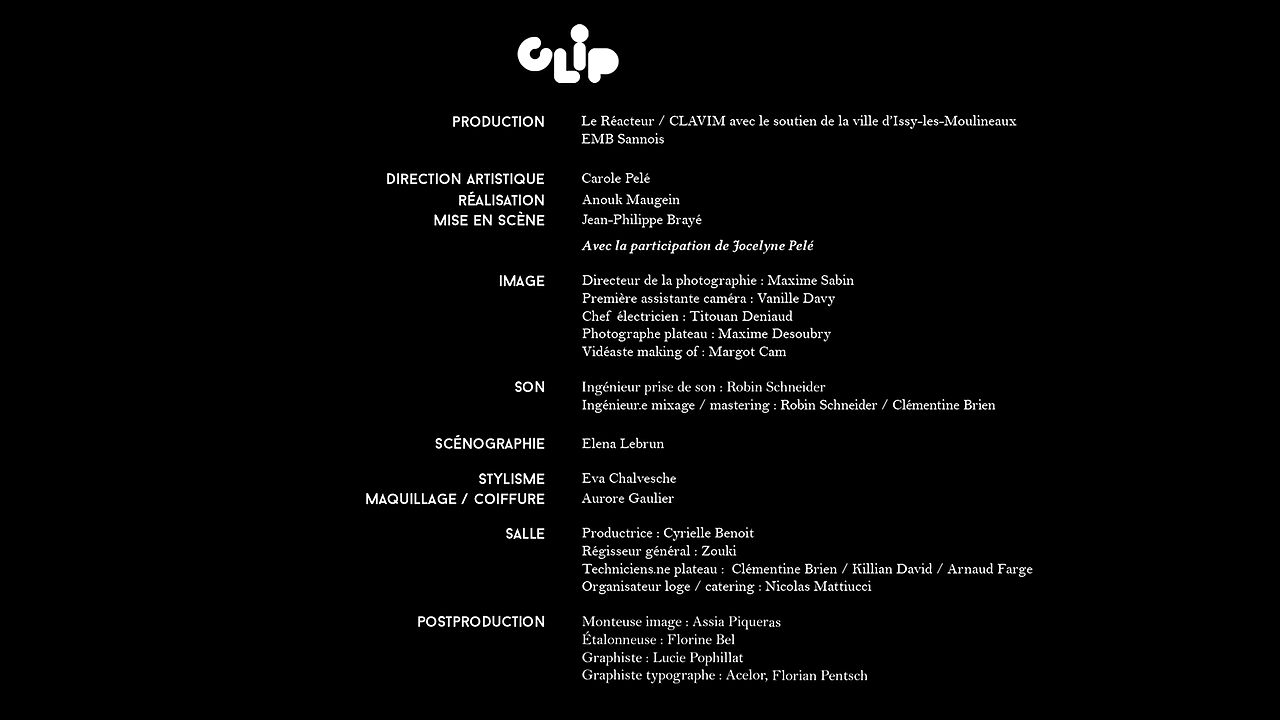 CLIP
PRODUCTION Le Réacteur / CLAVIM avec le soutien de la ville d'Issy-les-Moulineaux
EMB Sannois
DIRECTION ARTISTIQUE Carole Pelé
RÉALISATION Anouk Maugein
MISE EN SCÈNE Jean-Philippe Brayé
Avec la participation de Jocelyne Pelé
IMAGE Directeur de la photographie : Maxime Sabin
Première assistante caméra : Vanille Davy
Chef électricien : Titouan Deniaud
Photographe plateau : Maxime Desoubry
Vidéaste making of : Margot Cam
SON Ingénieur prise de son : Robin Schneider
Ingénieur.e mixage / mastering : Robin Schneider / Clémentine Brien
SCÉNOGRAPHIE Elena Lebrun
STYLISME Eva Chalvesche
MAQUILLAGE / COIFFURE Aurore Gaulier
SALLE Productrice : Cyrielle Benoit
Régisseur général : Zouki
Techniciens.ne plateau : Clémentine Brien / Killian David / Arnaud Farge
Organisateur loge / catering : Nicolas Mattiucci
POSTPRODUCTION Monteuse image : Assia Piqueras
Étalonneuse : Florine Bel
Graphiste : Lucie Pophillat
Graphiste typographe : Acelor, Florian Pentsch